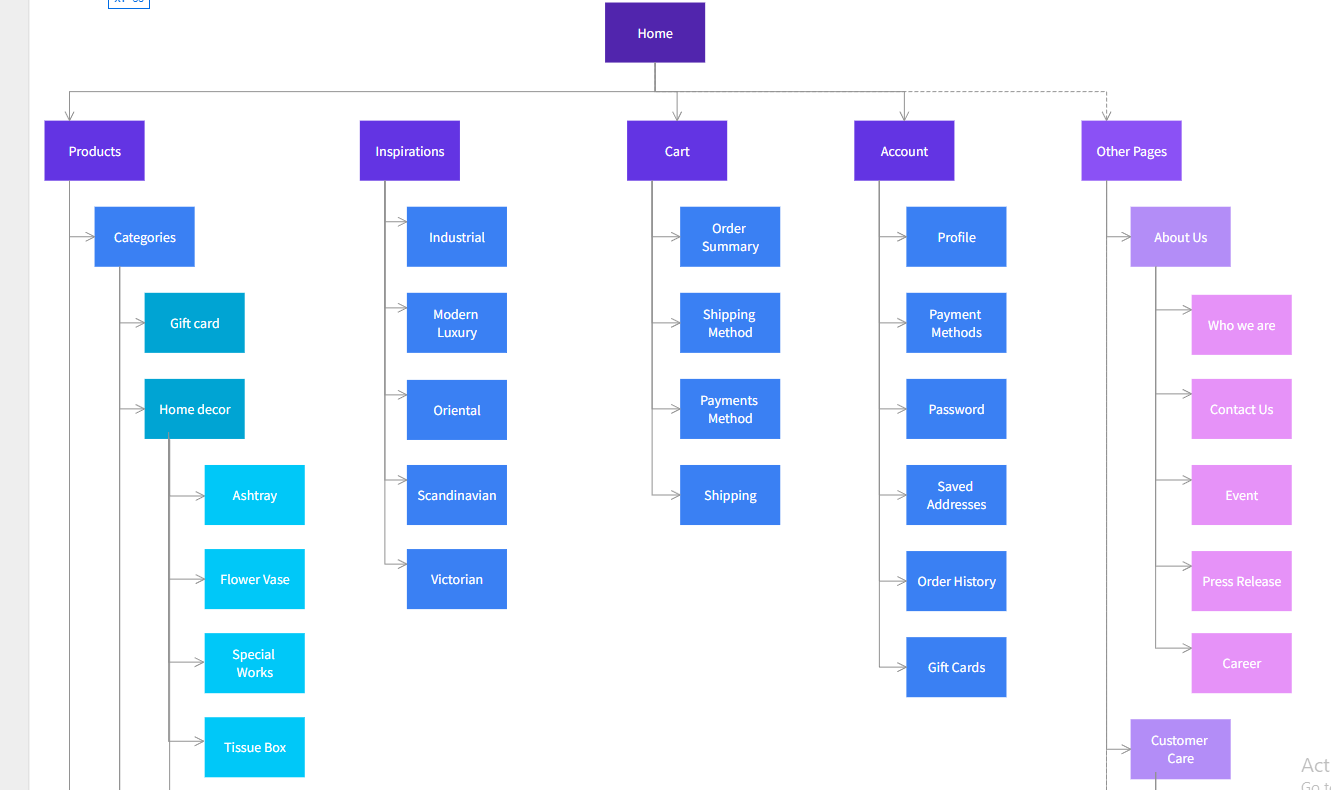 Home
Products
Inspirations
Cart
Account
Other Pages
Categories
Industrial
Order
Summary
Profile
About Us
Gift card
Modern
Luxury
Shipping
Method
Payment
Methods
Who we are
Home decor
Oriental
Payments
Method
Password
Contact Us
Ashtray
Scandinavian
Shipping
Saved
Addresses
Event
Flower Vase
Victorian
Order History
Press Release
Special
Works
Gift Cards
Career
Tissue Box
Customer
Care
Act